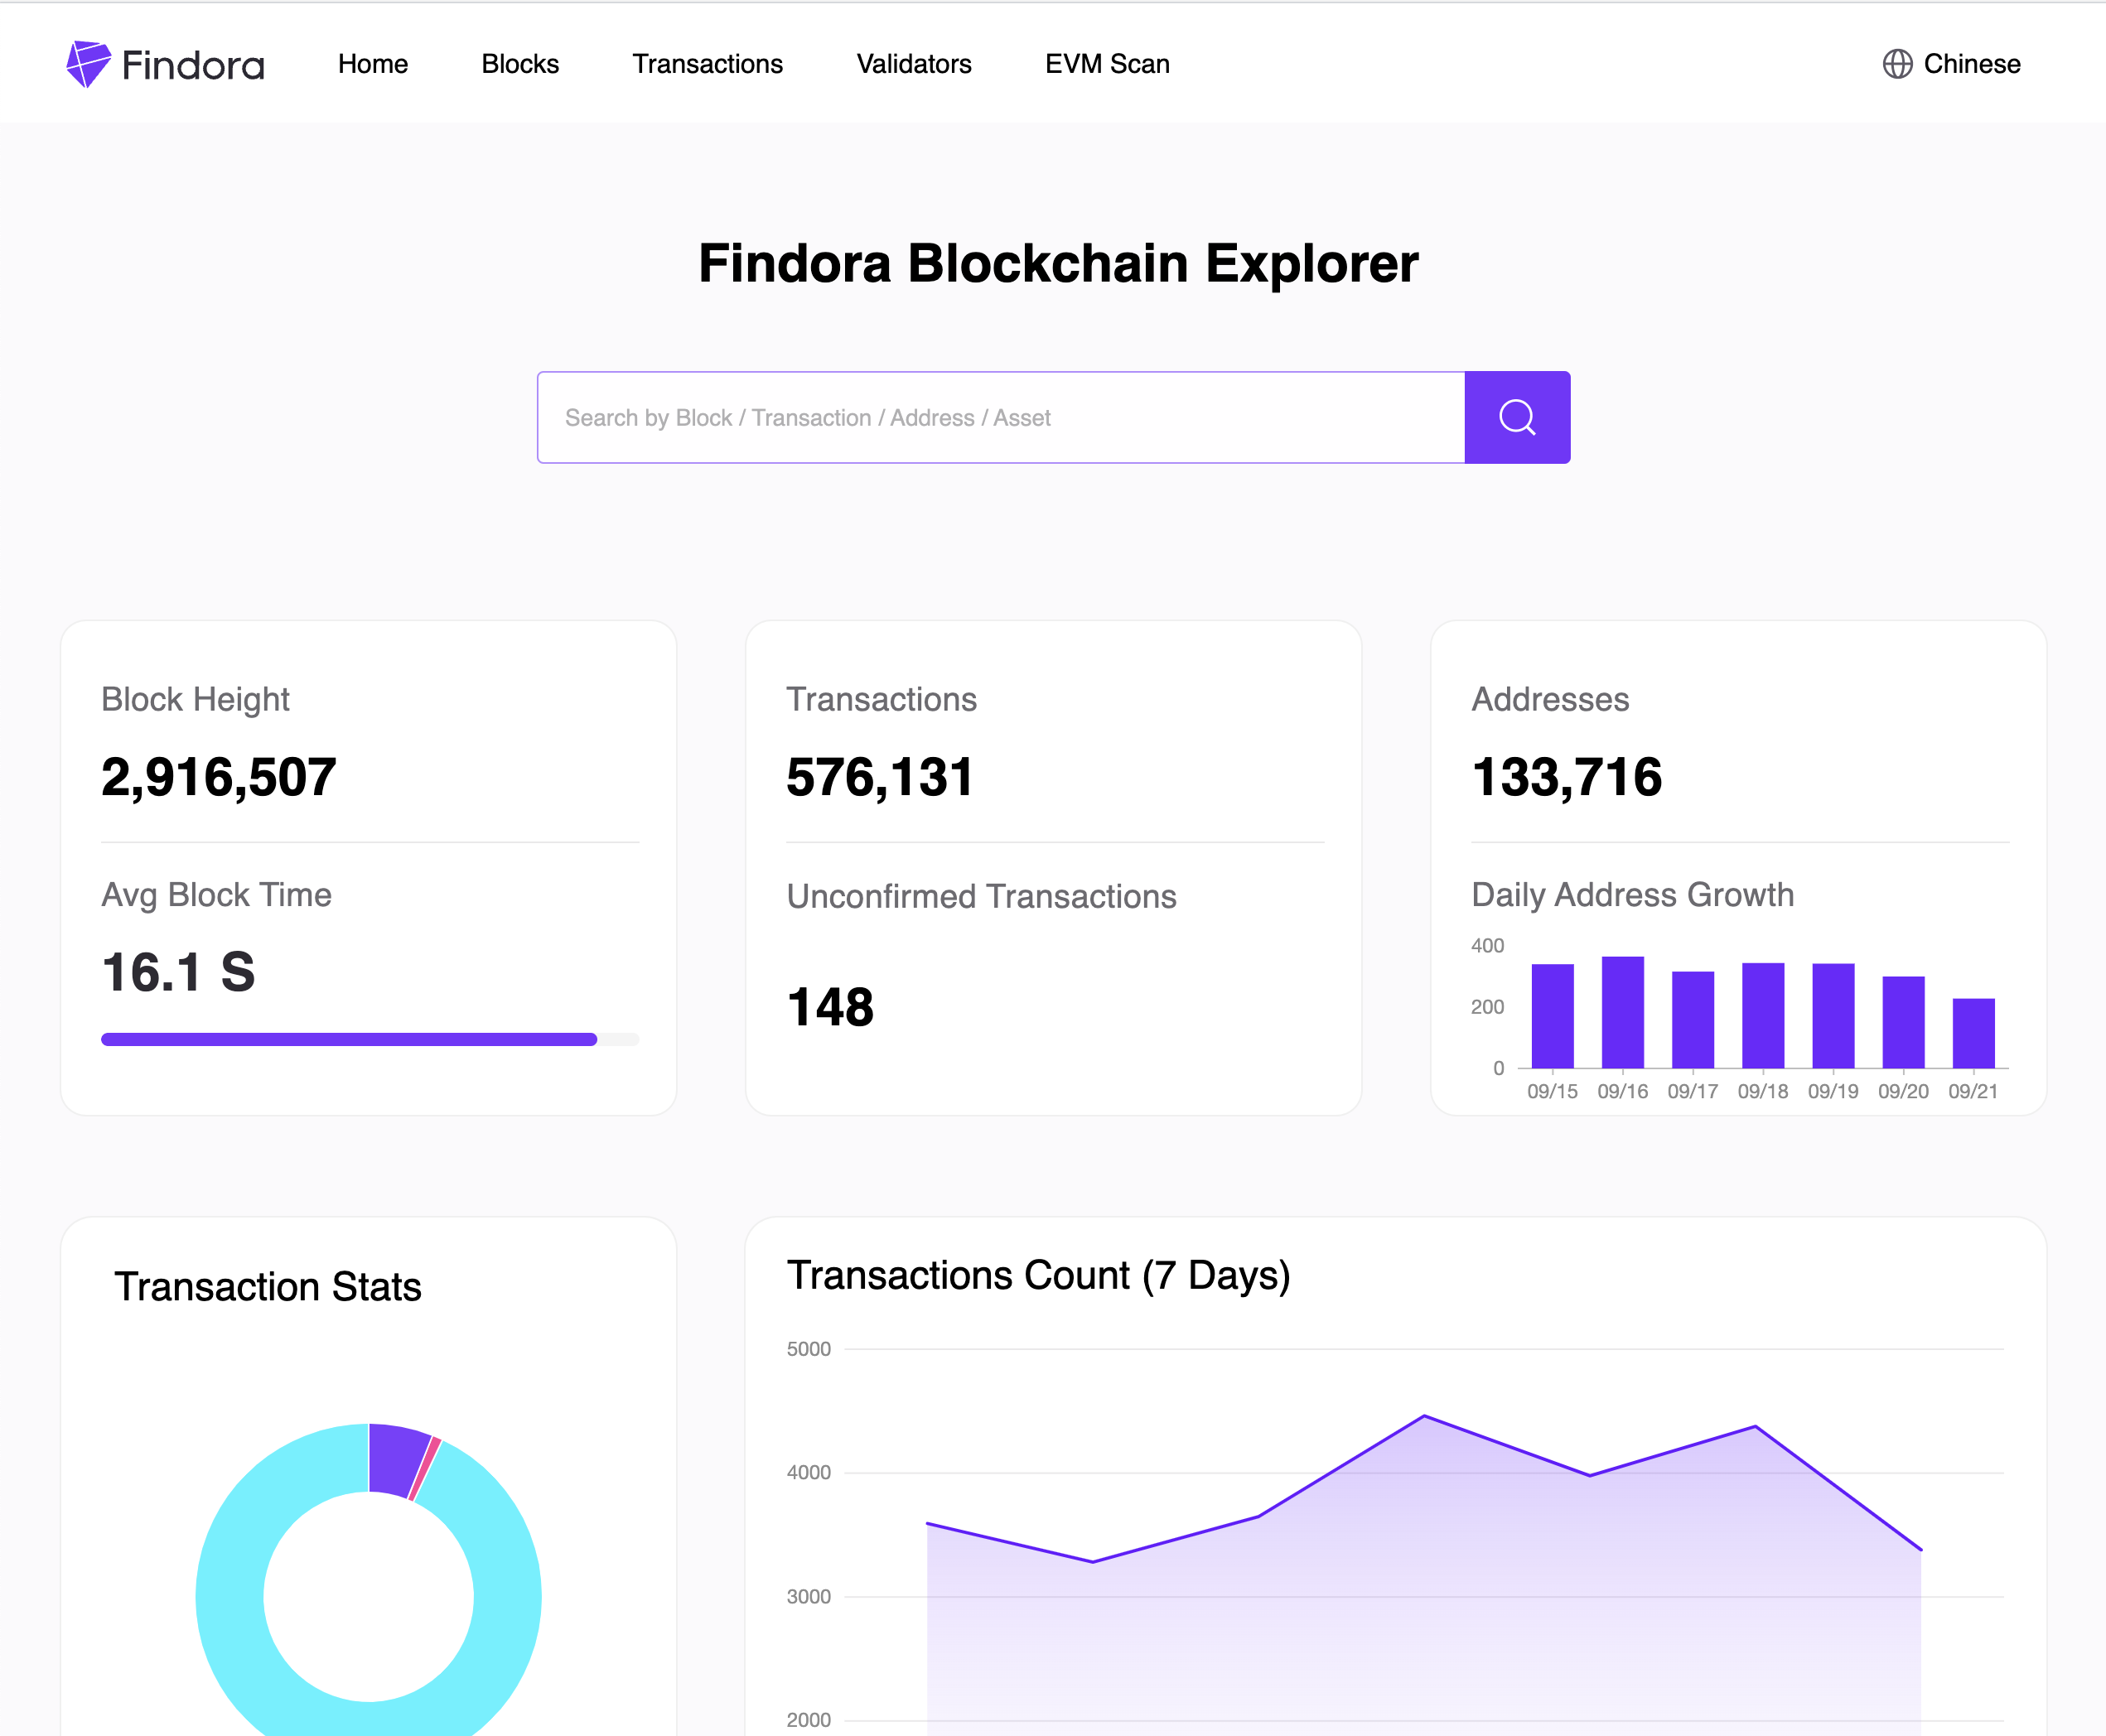 Findora
Home
Blocks
Transactions
Validators
EVM Scan
Chinese
Findora Blockchain Explorer
Search by Block / Transaction / Address / Asset
Block Height
2,916,507
Avg Block Time
16.1 S
Transactions
576,131
Unconfirmed Transactions
148
Addresses
133,716
Daily Address Growth
400
200
0
09/15 09/16 09/17 09/18 09/19 09/20 09/21
Transaction Stats
Transactions Count (7 Days)
5000
4000
3000
2000